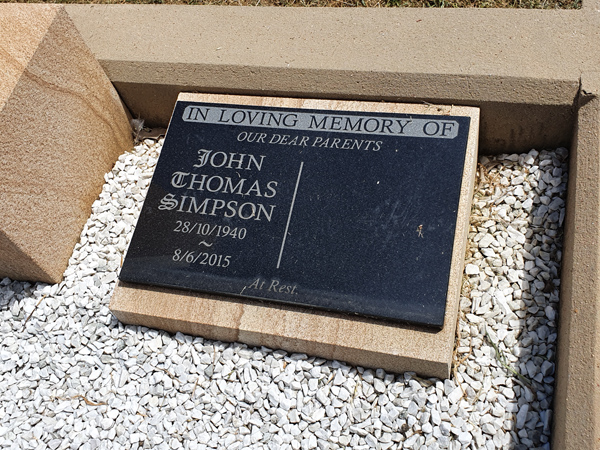 IN LOVING MEMORY OF
OUR DEAR PARENTS
JOHN
THOMAS
SIMPSON
28/10/1940
~
8/6/2015
At Rest.